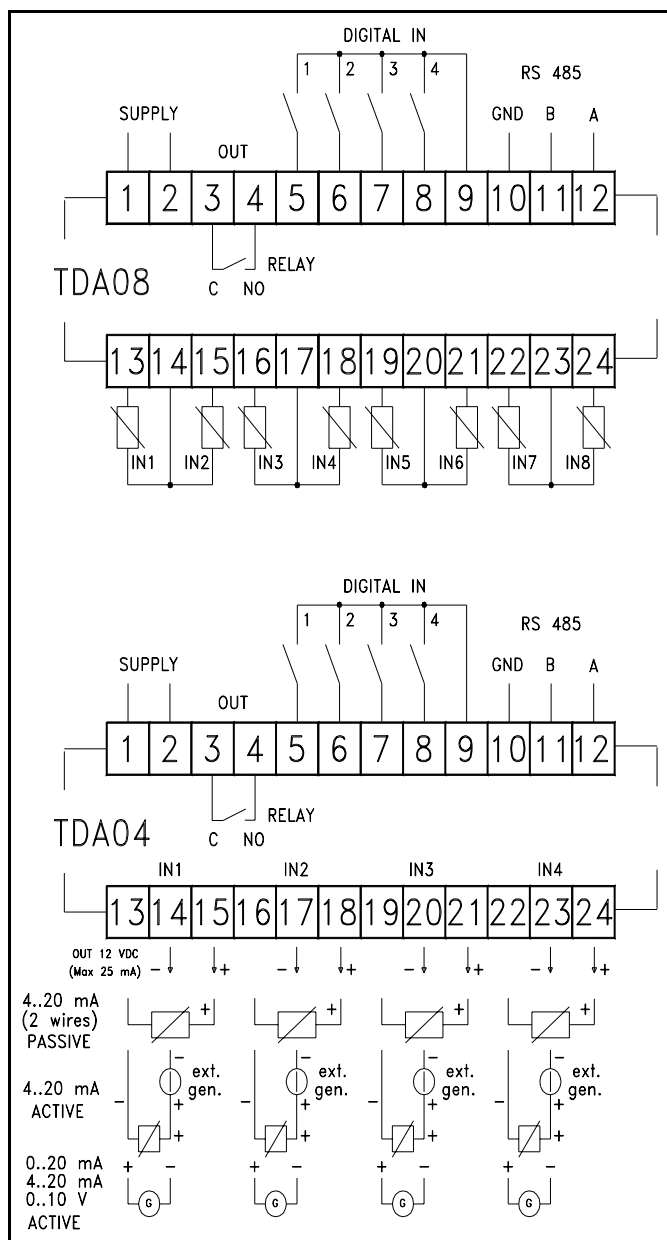 DIGITAL IN
1 2 3 4
RS 485
SUPPLY
GND B A
OUT
1 2 3 4 5 6 7 8 9 10 11 12
RELAY
C NO
TDA08
13 14 15 16 17 18 19 20 21 22 23 24
IN1 IN2 IN3 IN4 IN5 IN6 IN7 IN8
DIGITAL IN
1 2 3 4
RS 485
SUPPLY
GND B A
OUT
1 2 3 4 5 6 7 8 9 10 11 12
RELAY
C NO
TDA04
IN1 IN2 IN3 IN4
13 14 15 16 17 18 19 20 21 22 23 24
OUT 12 VDC
(Max 25 mA)
- + - + - + - +
4..20 mA
(2 wires)
PASSIVE
+ + + +
4..20 mA
ACTIVE
- - - -
ext. gen. ext. gen. ext. gen. ext. gen.
- + - + - + - +
+ + + +
0..20 mA
4..20 mA
0..10 V
ACTIVE
+ - + - + - + -
G G G G